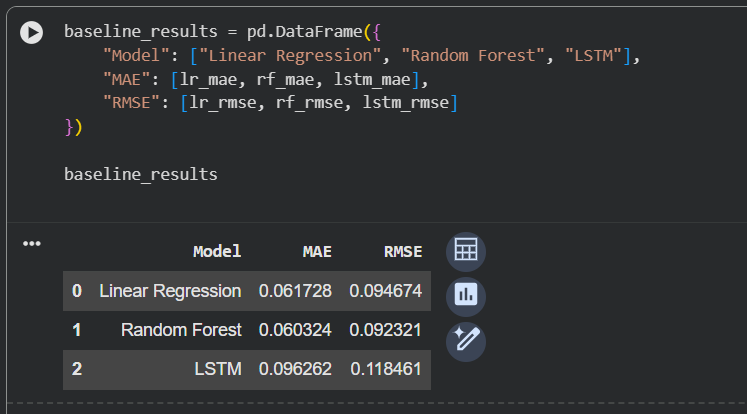 baseline_results = pd.DataFrame({
    "Model": ["Linear Regression", "Random Forest", "LSTM"],
    "MAE": [lr_mae, rf_mae, lstm_mae],
    "RMSE": [lr_rmse, rf_rmse, lstm_rmse]
})
baseline_results
Model MAE RMSE
0 Linear Regression 0.061728 0.094674
1 Random Forest 0.060324 0.092321
2 LSTM 0.096262 0.118461